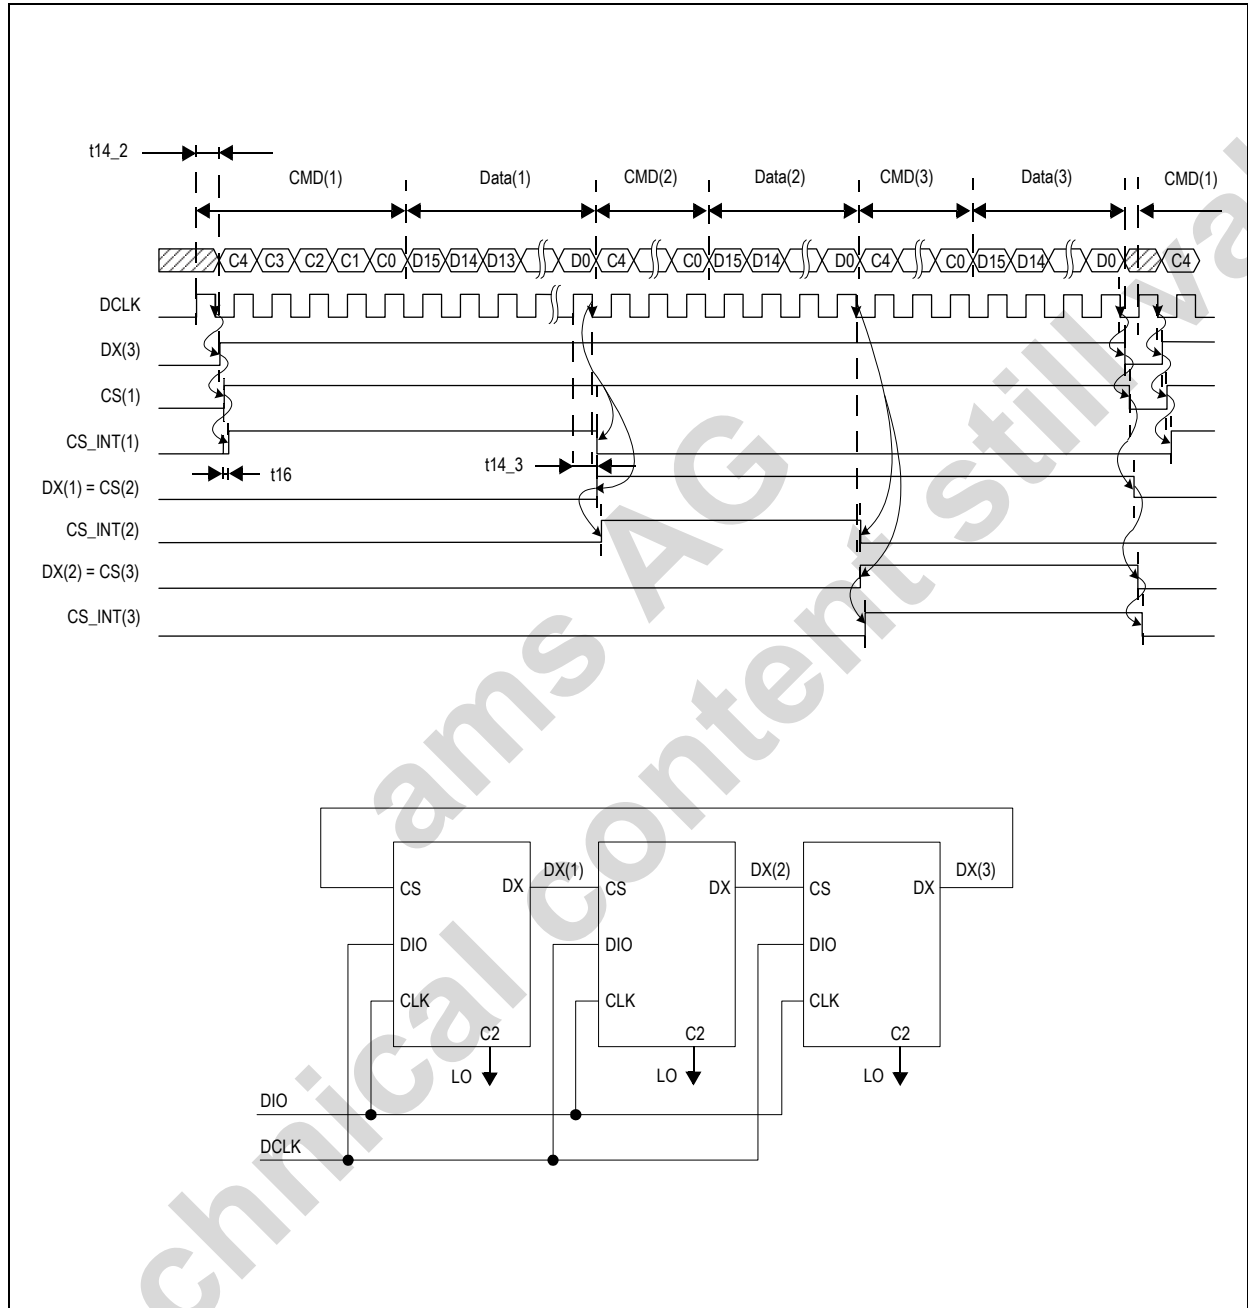 t14_2
CMD(1) Data(1) CMD(2) Data(2) CMD(3) Data(3) CMD(1)
C4 C3 C2 C1 C0 D15 D14 D13 D0 C4 C0 D15 D14 D0 C4 C0 D15 D14 D0 C4
DCLK
DX(3)
CS(1)
CS_INT(1)
t16
t14_3
DX(1) = CS(2)
CS_INT(2)
DX(2) = CS(3)
CS_INT(3)
DX(1) DX(2) DX(3)
CS DX CS DX CS DX
DIO DIO DIO
CLK CLK CLK
C2 C2 C2
LO LO LO
DIO
DCLK
ams AG
chnical content still val